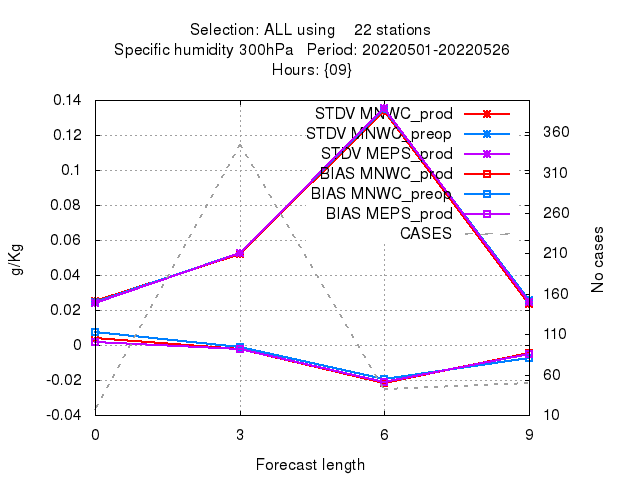 Selection: ALL using 22 stations
Specific humidity 300hPa Period: 20220501-20220526
Hours: {09}
0.14
0.12
0.1
0.08
0.06
0.04
0.02
0
-0.02
-0.04
g/Kg
STDV MNWC_prod
STDV MNWC_preop
STDV MEPS_prod
BIAS MNWC_prod
BIAS MNWC_preop
BIAS MEPS_prod
CASES
360
310
260
210
160
110
60
10
No cases
0 3 6 9
Forecast length